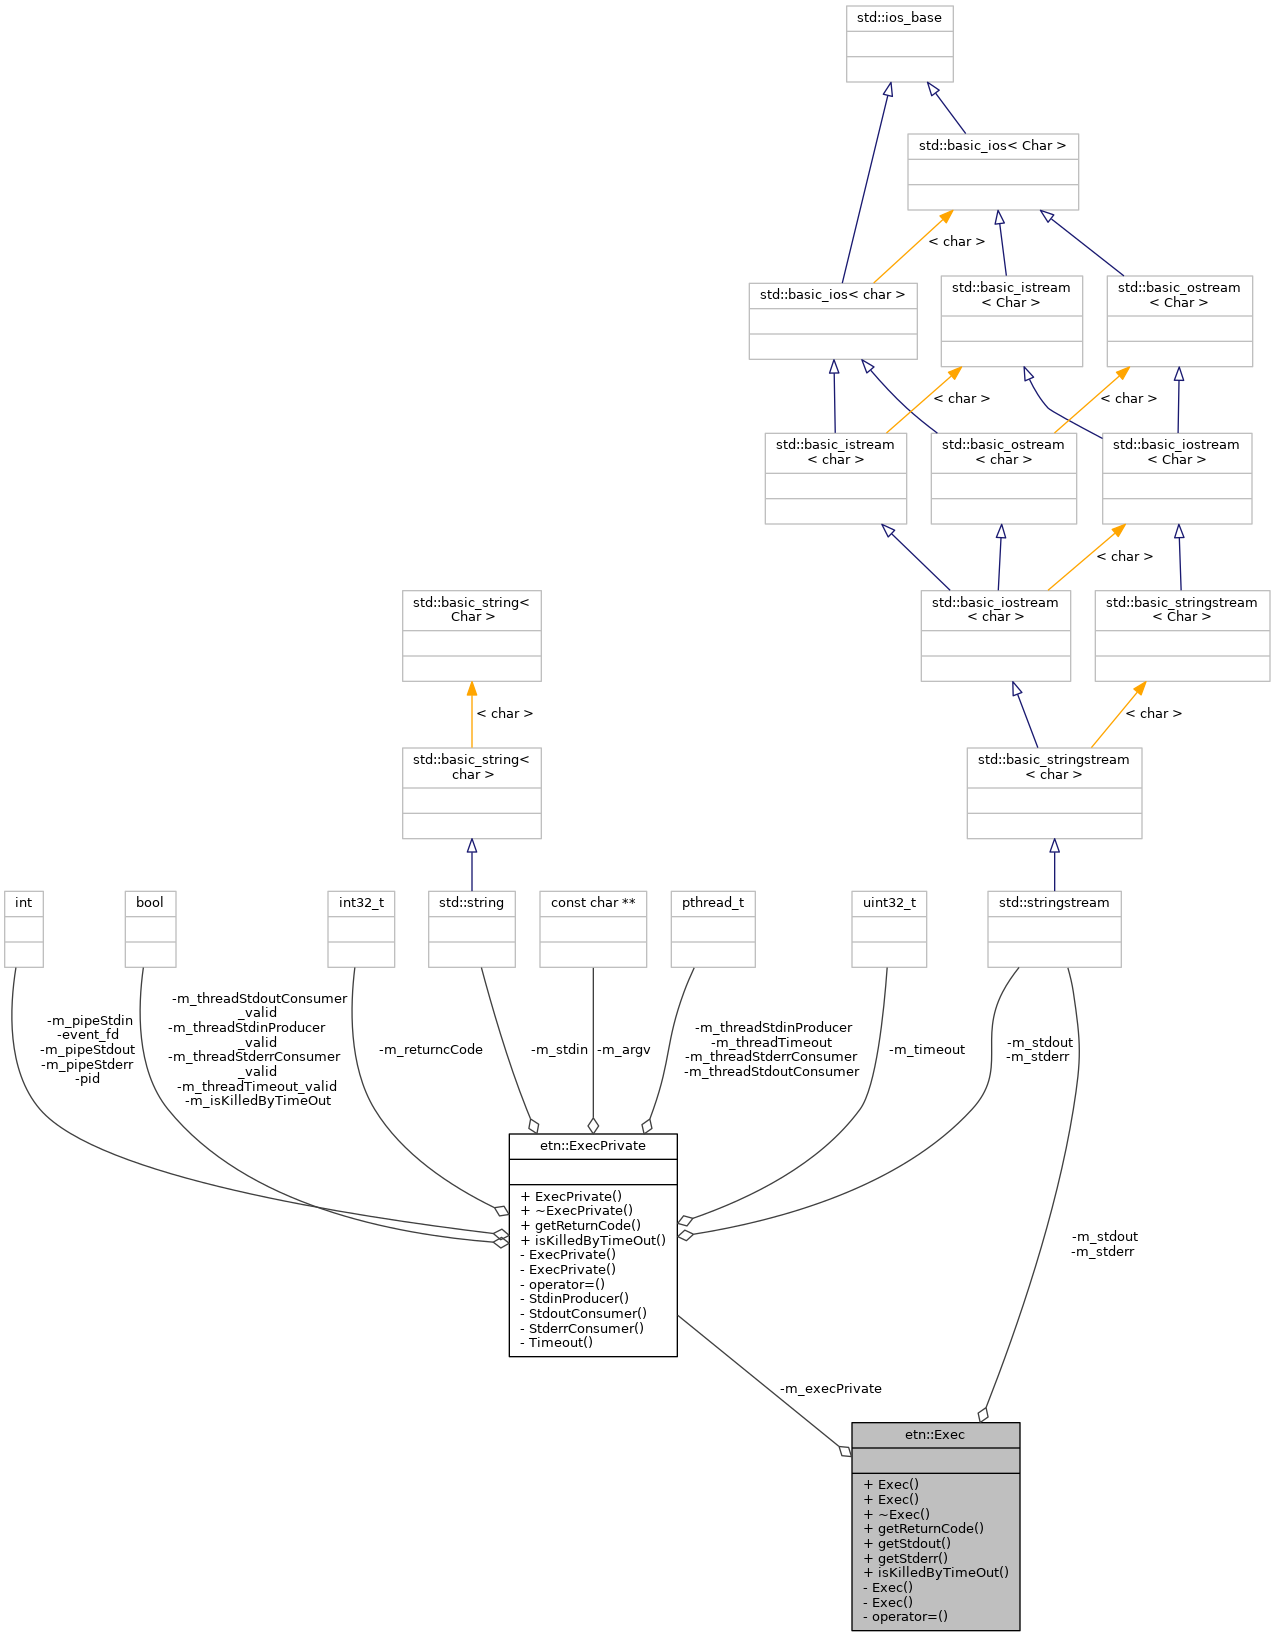 std::ios_base
std::basic_ios< Char >
< char >
std::basic_ios< char >
std::basic_istream
< Char >
std::basic_ostream
< Char >
< char >
< char >
std::basic_istream
< char >
std::basic_ostream
< char >
std::basic_iostream
< Char >
< char >
std::basic_string<
Char >
std::basic_iostream
< char >
std::basic_stringstream
< Char >
< char >
< char >
std::basic_string<
char >
std::basic_stringstream
< char >
int
bool
int32_t
std::string
const char **
pthread_t
uint32_t
std::stringstream
-m_pipeStdin
-event_fd
-m_pipeStdout
-m_pipeStderr
-pid
-m_threadStdoutConsumer
_valid
-m_threadStdinProducer
_valid
-m_threadStderrConsumer
_valid
-m_threadTimeout_valid
-m_isKilledByTimeOut
-m_returncCode
-m_stdin
-m_argv
-m_threadStdinProducer
-m_threadTimeout
-m_threadStderrConsumer
-m_threadStdoutConsumer
-m_timeout
-m_stdout
-m_stderr
etn::ExecPrivate
+ ExecPrivate()
+ ~ExecPrivate()
+ getReturnCode()
+ isKilledByTimeOut()
- ExecPrivate()
- ExecPrivate()
- operator=()
- StdinProducer()
- StdoutConsumer()
- StderrConsumer()
- Timeout()
-m_stdout
-m_stderr
-m_execPrivate
etn::Exec
+ Exec()
+ Exec()
+ ~Exec()
+ getReturnCode()
+ getStdout()
+ getStderr()
+ isKilledByTimeOut()
- Exec()
- Exec()
- operator=()